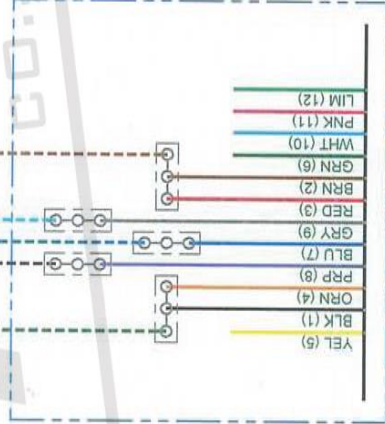 YEL (5)
BLK (1)
ORN (4)
PRP (8)
BLU (7)
GRY (9)
RED (3)
BRN (2)
GRN (6)
WHT (10)
PNK (11)
LIM (12)